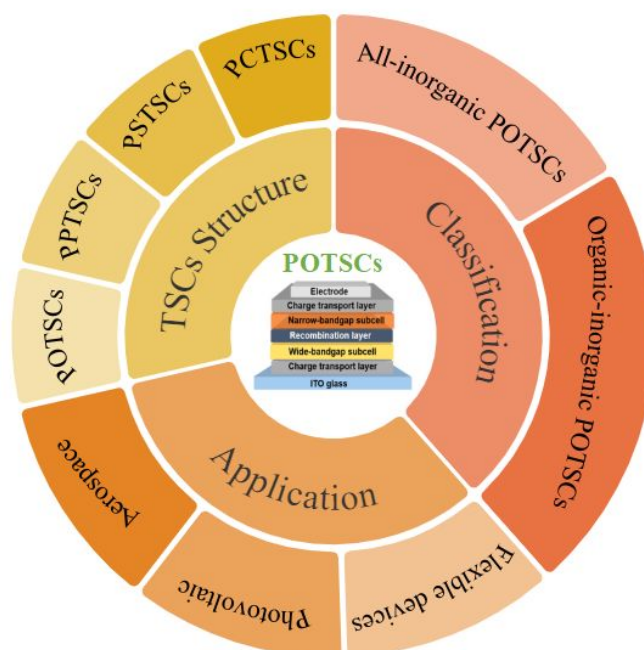 PCTSCs
PSTSCs
PPTSCs
POTSCs
TSCs Structure
All-inorganic POTSCs
Organic-inorganic POTSCs
Classification
POTSCs
Electrode
Charge transport layer
Narrow-bandgap subcell
Recombination layer
Wide-bandgap subcell
Charge transport layer
ITO glass
Application
Aerospace
Photovoltaic
Flexible devices